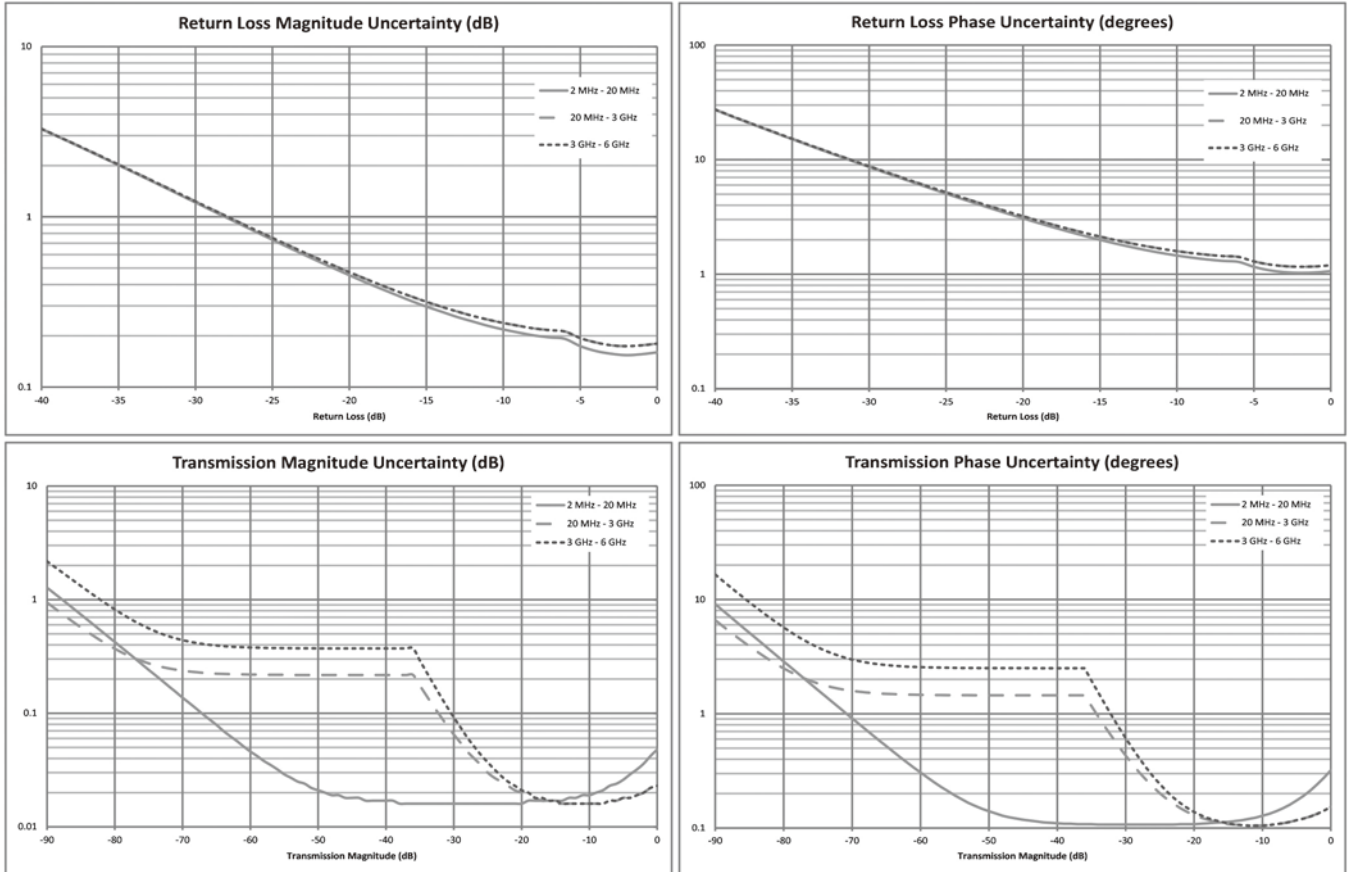 Return Loss Magnitude Uncertainty (dB)
10
1
0.1
2 MHz - 20 MHz
20 MHz - 3 GHz
3 GHz - 6 GHz
-40 -35 -30 -25 -20 -15 -10 -5 0
Return Loss (dB)
Return Loss Phase Uncertainty (degrees)
100
10
1
0.1
2 MHz - 20 MHz
20 MHz - 3 GHz
3 GHz - 6 GHz
-40 -35 -30 -25 -20 -15 -10 -5 0
Return Loss (dB)
Transmission Magnitude Uncertainty (dB)
10
1
0.1
0.01
2 MHz - 20 MHz
20 MHz - 3 GHz
3 GHz - 6 GHz
-90 -80 -70 -60 -50 -40 -30 -20 -10 0
Transmission Magnitude (dB)
Transmission Phase Uncertainty (degrees)
100
10
1
0.1
2 MHz - 20 MHz
20 MHz - 3 GHz
3 GHz - 6 GHz
-90 -80 -70 -60 -50 -40 -30 -20 -10 0
Transmission Magnitude (dB)